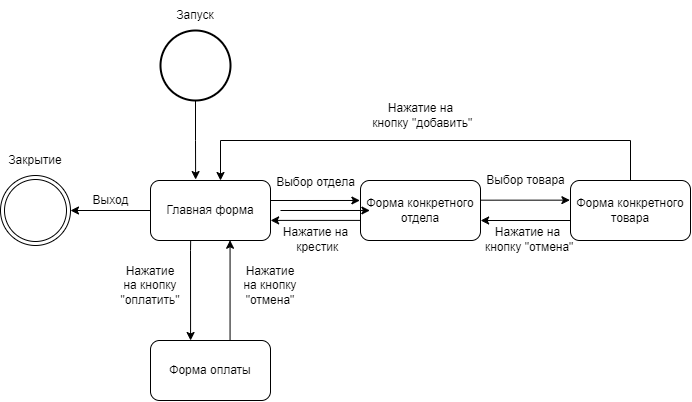 Запуск
Нажатие на
кнопку "добавить"
Закрытие
Выход
Главная форма
Выбор отдела
Форма конкретного
отдела
Выбор товара
Форма конкретного
товара
Нажатие на
крестик
Нажатие на
кнопку "отмена"
Нажатие
на кнопку
"оплатить"
Нажатие
на кнопку
"отмена"
Форма оплаты